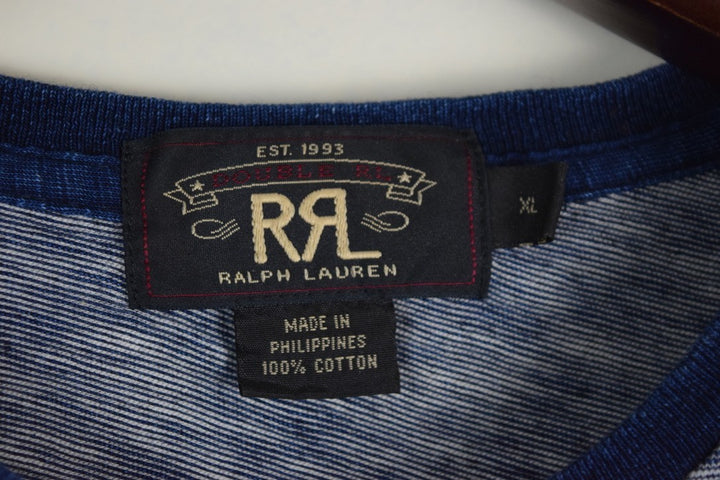 EST. 1993
DOUBLE RL
RRL
RALPH LAUREN
XL
MADE IN
PHILIPPINES
100% COTTON